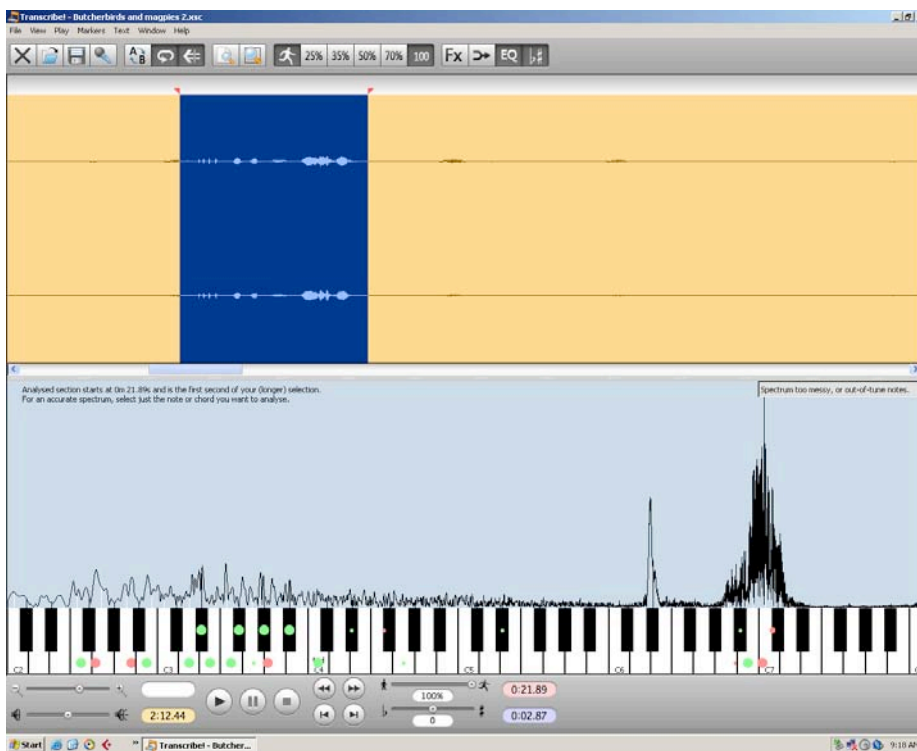 Transcribe! - Butcherbirds and magpies 2.xsc
File View Play Markers Text Window Help
A B 25% 35% 50% 70% 100 Fx EQ
Analysed section starts at 0m 21.89s and is the first second of your (longer) selection.
For an accurate spectrum, select just the note or chord you want to analyse.
Spectrum too messy, or out-of-tune notes.
C2 C3 C4 C5 C6 C7
100% 0:21.89
2:12.44 0 0:02.87
Start Transcribe! - Butcher... 9:18 AM